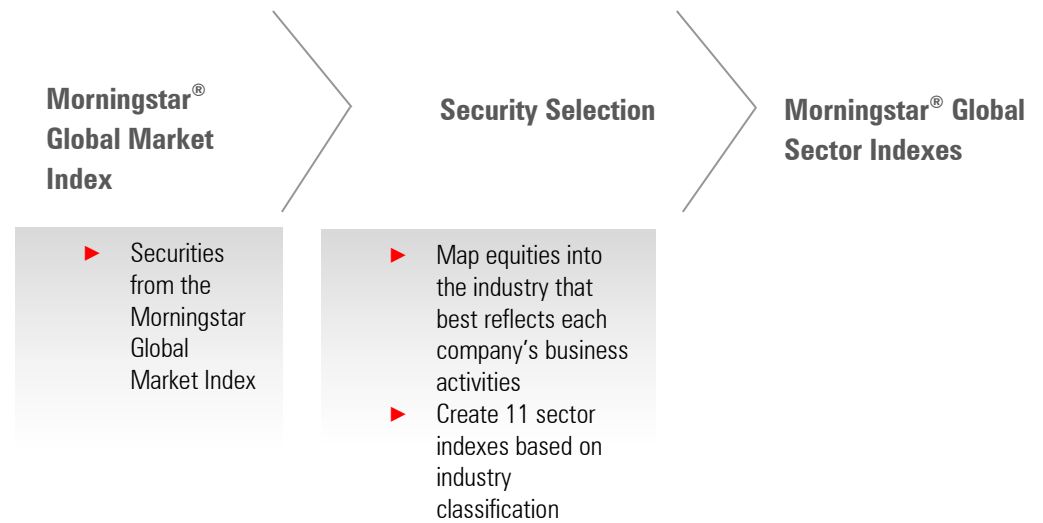 Morningstar®
Global Market
Index
Security Selection
Morningstar® Global
Sector Indexes
► Securities
from the
Morningstar
Global
Market Index
► Map equities into
the industry that
best reflects each
company's business
activities
► Create 11 sector
indexes based on
industry
classification